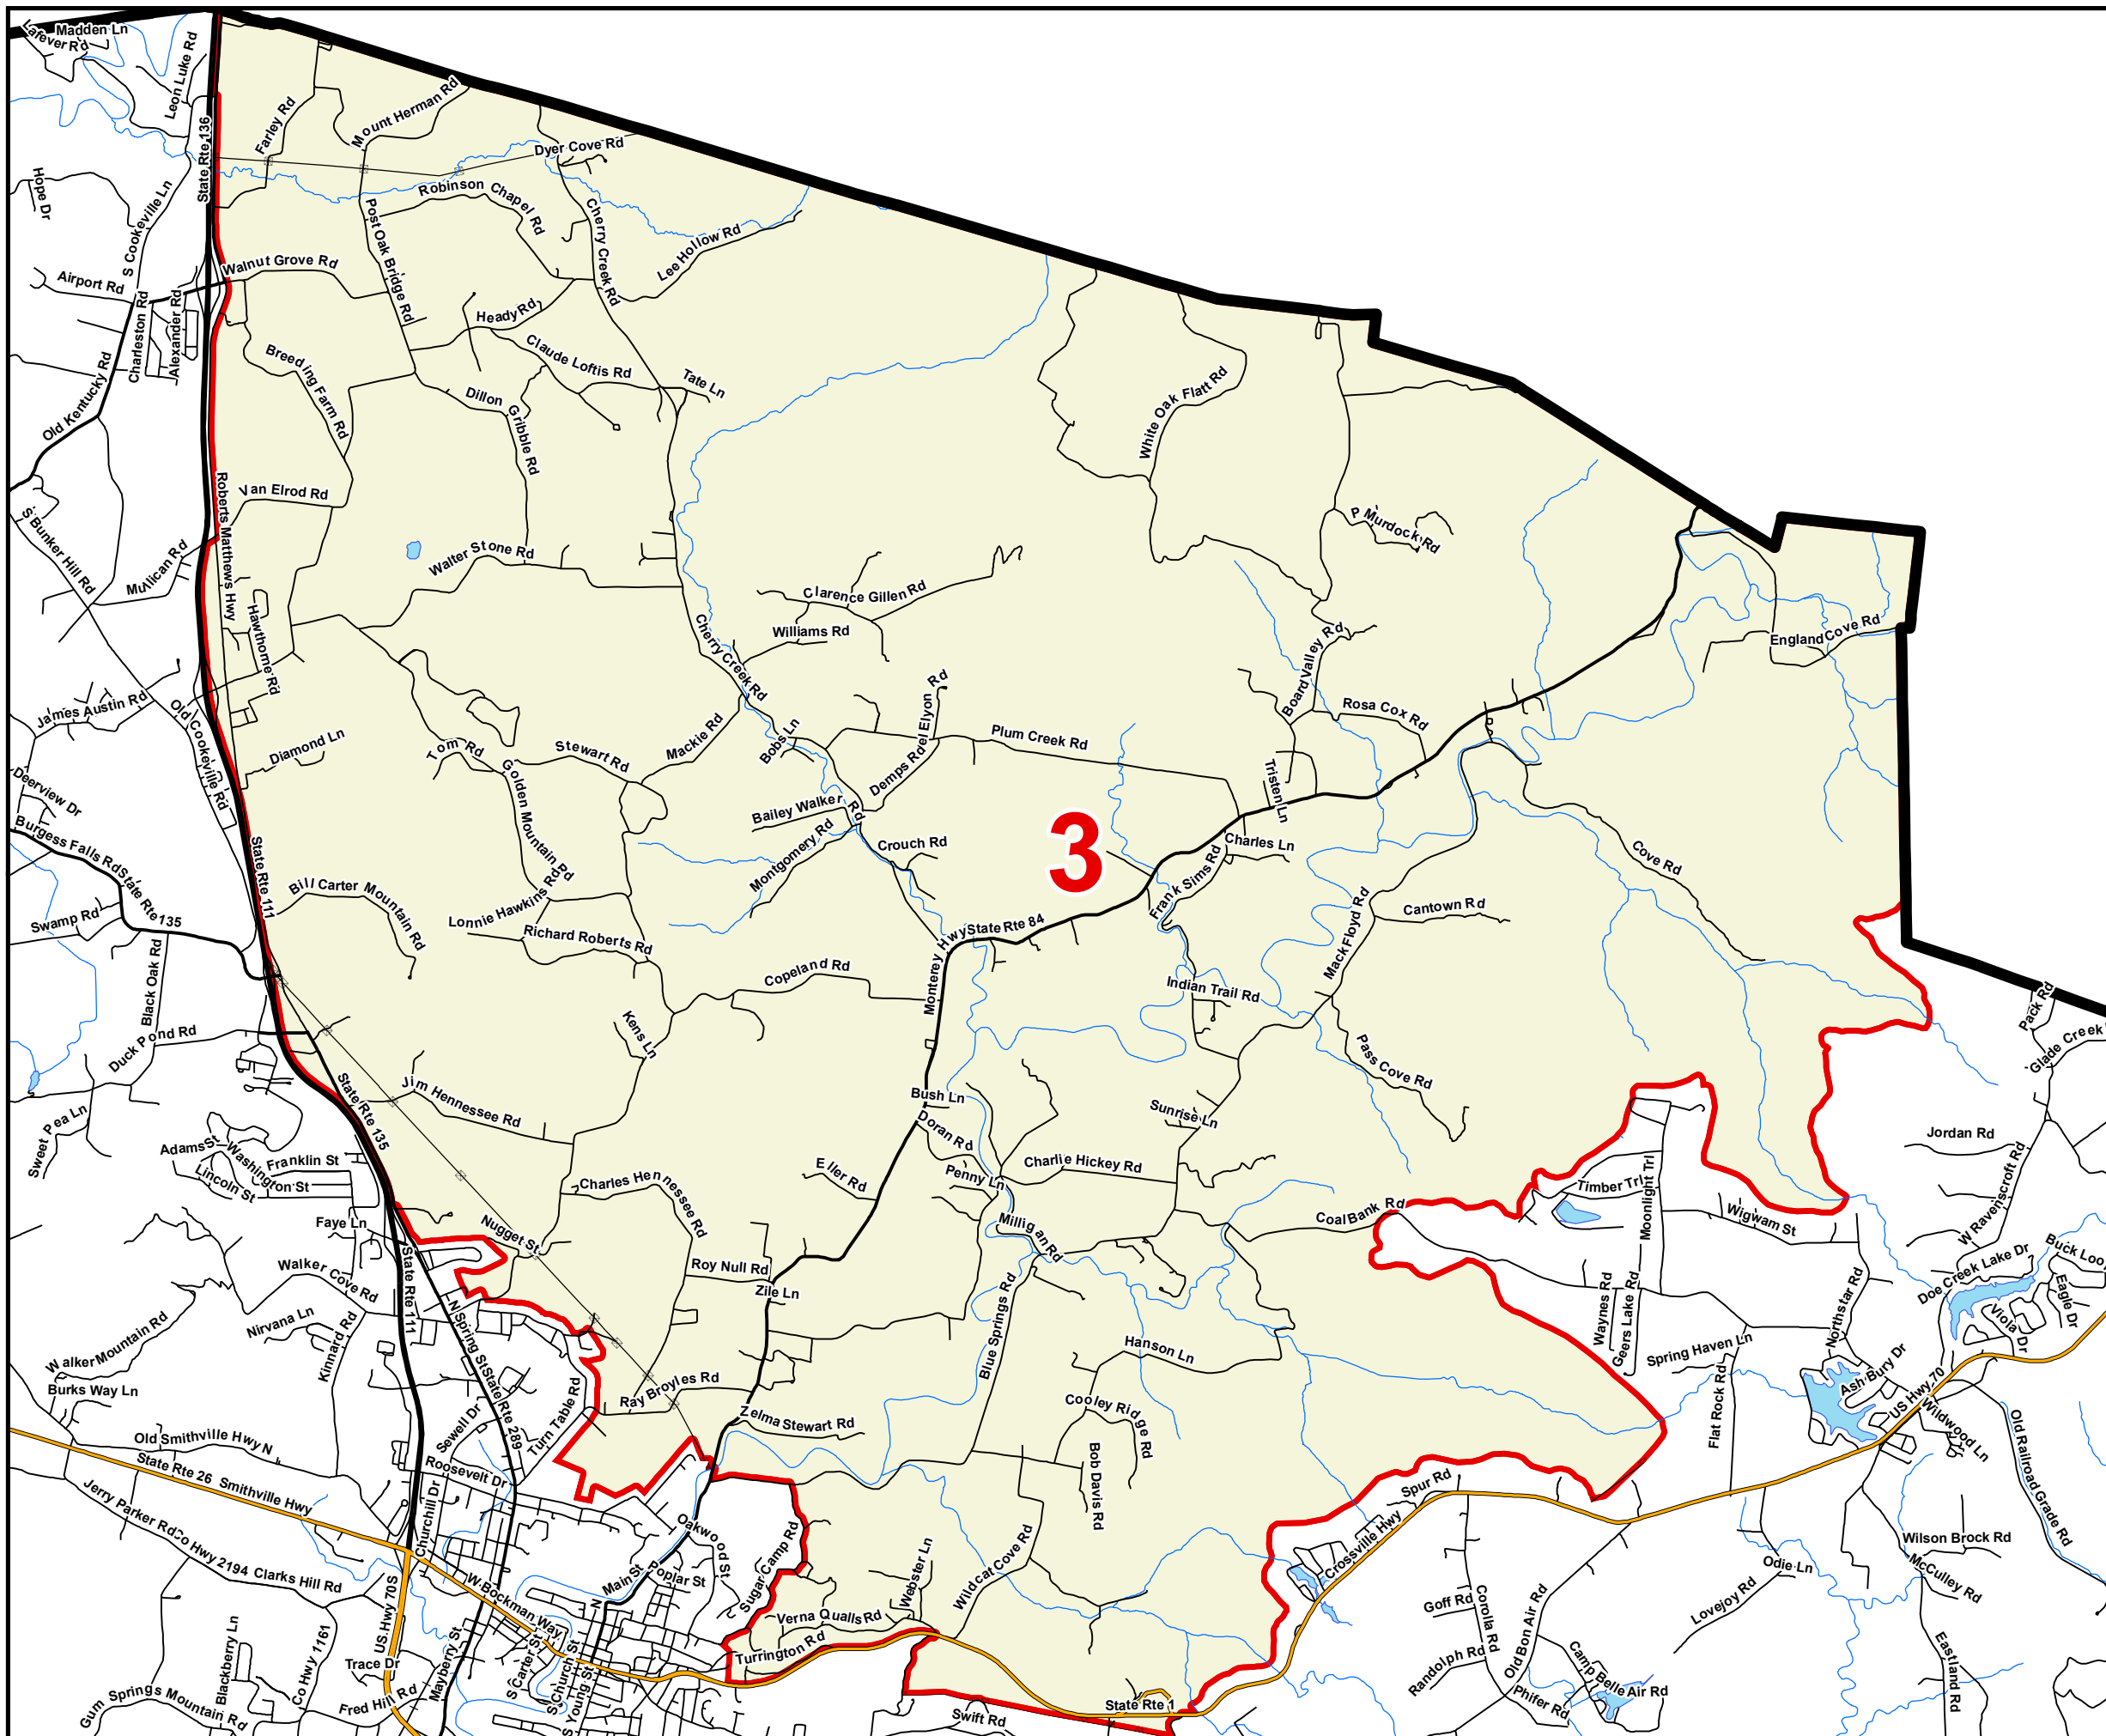 Madden Ln
Lafever Rd
Leon Luke Rd
State Rte 136
Farley Rd
Mount Herman Rd
Dyer Cove Rd
Hope Dr
S Cookeville Ln
Robinson Chapel Rd
Post Oak Bridge Rd
Cherry Creek Rd
Lee Hollow Rd
Walnut Grove Rd
Airport Rd
Charleston Rd
Alexander Rd
Heady Rd
Claude Loftis Rd
Tate Ln
Old Kentucky Rd
Breeding Farm Rd
Dillon Gribble Rd
White Oak Flatt Rd
Van Elrod Rd
Roberts Matthews Hwy
S Bunker Hill Rd
Mullican Rd
Walter Stone Rd
P Murdock Rd
Clarence Gillen Rd
Williams Rd
Hawthorne Rd
Cherry Creek Rd
England Cove Rd
Board Valley Rd
James Austin Rd
Old Cookeville Rd
Diamond Ln
Tom Rd
Stewart Rd
Mackie Rd
Bobs Ln
Demps Rd
el Elyon Rd
Plum Creek Rd
Rosa Cox Rd
Tristen Ln
Deerview Dr
Golden Mountain Rd
Bailey Walker Rd
Montgomery Rd
Crouch Rd
3
Charles Ln
Frank Sims Rd
Cove Rd
Burgess Falls Rd
State Rte 135
State Rte 111
Swamp Rd
Bill Carter Mountain Rd
Lonnie Hawkins Rd
Richard Roberts Rd
Monterey Hwy
State Rte 84
Mack Floyd Rd
Cantown Rd
Black Oak Rd
Copeland Rd
Indian Trail Rd
Pack Rd
Glade Creek
Duck Pond Rd
Kens Ln
Pass Cove Rd
Sweet Pea Ln
State Rte 135
Jim Hennessee Rd
Bush Ln
Doran Rd
Sunrise Ln
Jordan Rd
Adams St
Washington St
Franklin St
Lincoln St
Eller Rd
Penny Ln
Charlie Hickey Rd
Charles Hennessee Rd
Timber Trl
Moonlight Trl
Wigwam St
W Ravenscroft Rd
Faye Ln
Nugget St
Milligan Rd
Coal Bank Rd
Buck Loo
Walker Cove Rd
State Rte 111
Roy Null Rd
Zile Ln
Doe Creek Lake Dr
Eagle Dr
Viola Dr
Nirvana Ln
Kinnard Rd
N Spring St
State Rte 289
Blue Springs Rd
Waynes Rd
Geers Lake Rd
Northstar Rd
Walker Mountain Rd
Hanson Ln
Spring Haven Ln
Flat Rock Rd
Ash Bury Dr
US Hwy 70
Burks Way Ln
Sewell Dr
Turn Table Rd
Ray Broyles Rd
Cooley Ridge Rd
Wildwood Ln
Old Smithville Hwy N
Zelma Stewart Rd
Bob Davis Rd
Old Railroad Grade Rd
State Rte 26 Smithville Hwy
Roosevelt Dr
Spur Rd
Jerry Parker Rd
Co Hwy 2194 Clarks Hill Rd
Churchill Dr
Oakwood St
Sugar Camp Rd
Crossville Hwy
Wilson Brock Rd
Main St
N
Poplar St
Webster Ln
Wildcat Cove Rd
Odie Ln
McCulley Rd
W Bockman Way
US Hwy 70S
Verna Qualls Rd
Turrington Rd
Goff Rd
Corolla Rd
Old Bon Air Rd
Lovejoy Rd
Blackberry Ln
Co Hwy 1161
Trace Dr
Mayberry St
S Carter St
S Church St
S Young St
Randolph Rd
Camp Belle Air Rd
Eastland Rd
Gum Springs Mountain Rd
Fred Hill Rd
State Rte 1
Swift Rd
Phifer Rd